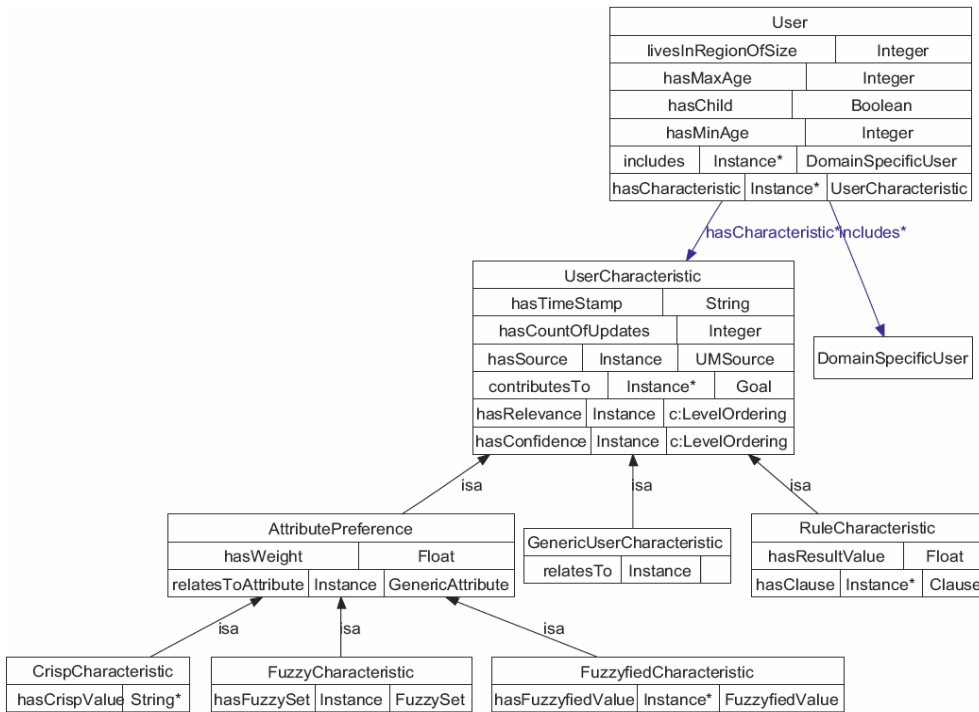 User
livesInRegionOfSize Integer
hasMaxAge Integer
hasChild Boolean
hasMinAge Integer
includes Instance* DomainSpecificUser
hasCharacteristic Instance* UserCharacteristic
hasCharacteristic* includes*
UserCharacteristic
hasTimeStamp String
hasCountOfUpdates Integer
hasSource Instance UMSource
contributesTo Instance* Goal
hasRelevance Instance c:LevelOrdering
hasConfidence Instance c:LevelOrdering
DomainSpecificUser
isa isa isa
AttributePreference
hasWeight Float
relatesToAttribute Instance GenericAttribute
GenericUserCharacteristic
relatesTo Instance
RuleCharacteristic
hasResultValue Float
hasClause Instance* Clause
isa isa isa
CrispCharacteristic
hasCrispValue String*
FuzzyCharacteristic
hasFuzzySet Instance FuzzySet
FuzzyfiedCharacteristic
hasFuzzyfiedValue Instance* FuzzyfiedValue